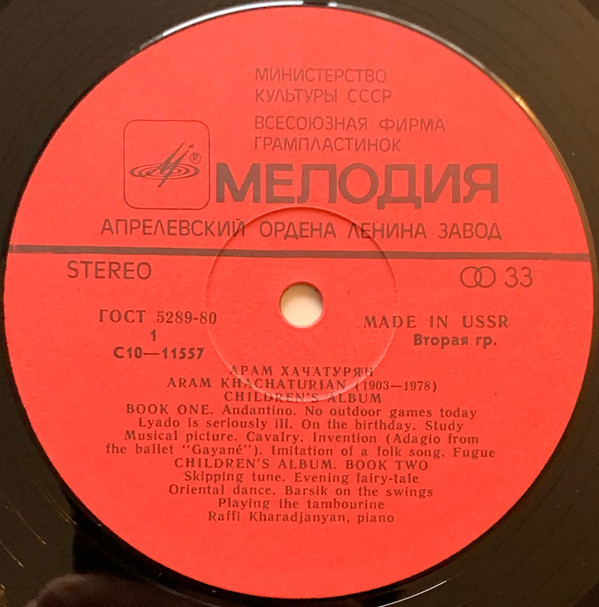 МИНИСТЕРСТВО
КУЛЬТУРЫ СССР
ВСЕСОЮЗНАЯ ФИРМА
ГРАМПЛАСТИНОК
®
МЕЛОДИЯ
АПРЕЛЕВСКИЙ ОРДЕНА ЛЕНИНА ЗАВОД
STEREO 33
ГОСТ 5289-80 MADE IN USSR
1 Вторая гр.
С10—11557
АРАМ ХАЧАТУРЯН
ARAM KHACHATURIAN (1903—1978)
CHILDREN'S ALBUM
BOOK ONE. Andantino. No outdoor games today
Lyado is seriously ill. On the birthday. Study
Musical picture. Cavalry. Invention (Adagio from
the ballet "Gayané"). Imitation of a folk song. Fugue
CHILDREN'S ALBUM. BOOK TWO
Skipping tune. Evening fairy-tale
Oriental dance. Barsik on the swings
Playing the tambourine
Raffi Kharadjanyan, piano